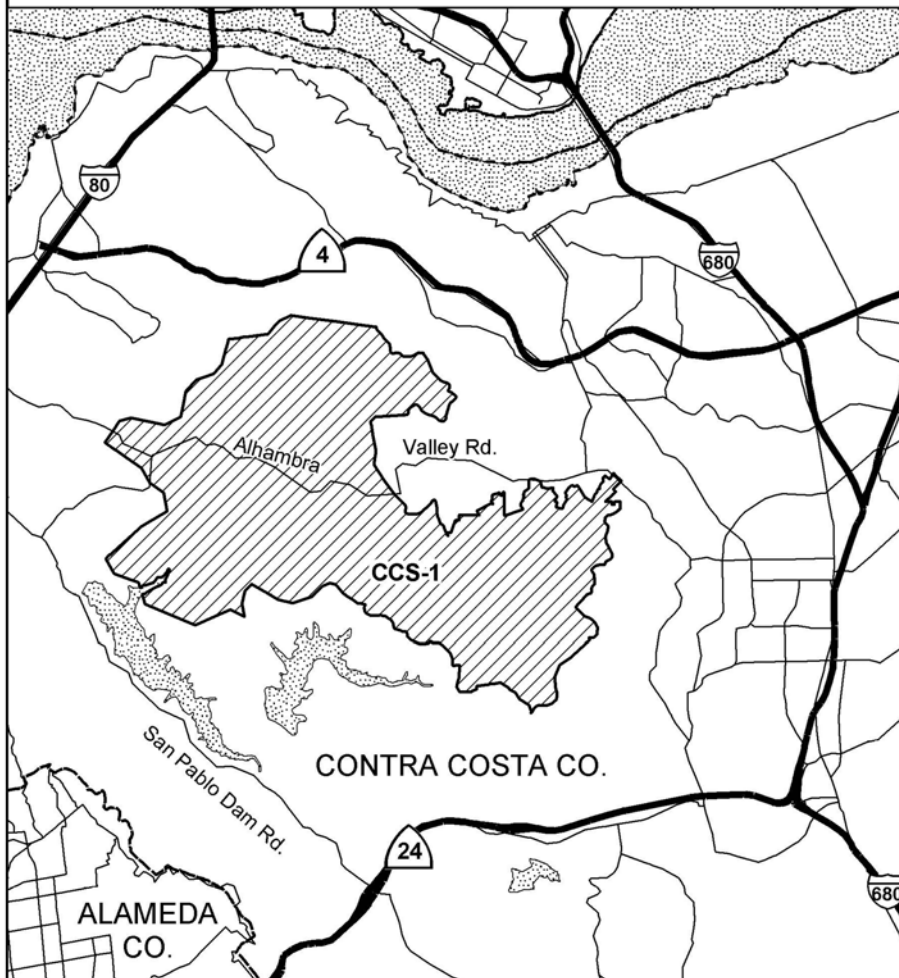 80
4
680
Alhambra
Valley Rd.
CCS-1
San Pablo Dam Rd.
CONTRA COSTA CO.
24
680
ALAMEDA
CO.